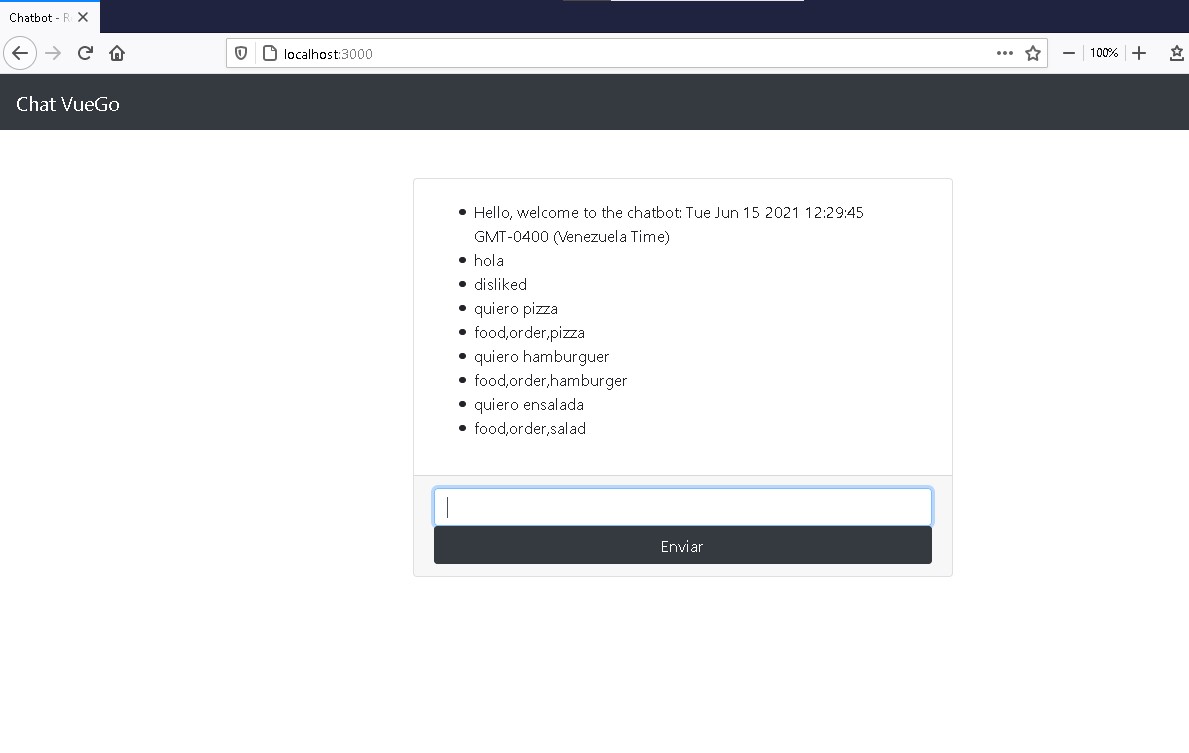 Chatbot - R
localhost:3000
100%
Chat VueGo
Hello, welcome to the chatbot: Tue Jun 15 2021 12:29:45
GMT-0400 (Venezuela Time)
hola
disliked
quiero pizza
food,order,pizza
quiero hamburguer
food,order,hamburger
quiero ensalada
food,order,salad
Enviar